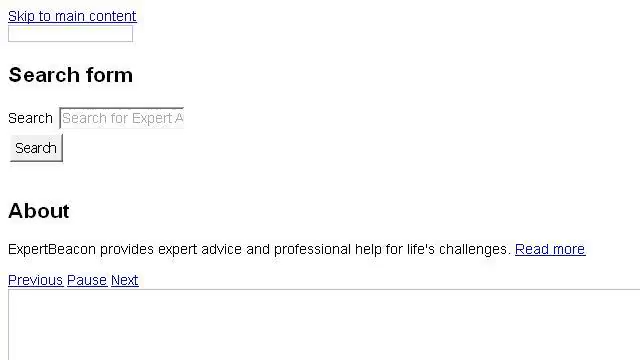 Skip to main content
Search form
Search Search for Expert A
Search
About
ExpertBeacon provides expert advice and professional help for life's challenges. Read more
Previous Pause Next